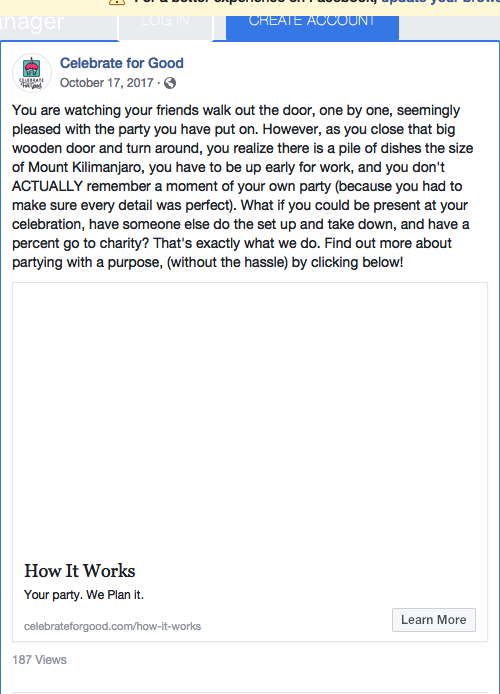 For a better experience on Facebook, update your brows
nager
LOG IN
CREATE ACCOUNT
Celebrate for Good
October 17, 2017 ·
You are watching your friends walk out the door, one by one, seemingly
pleased with the party you have put on. However, as you close that big
wooden door and turn around, you realize there is a pile of dishes the size
of Mount Kilimanjaro, you have to be up early for work, and you don't
ACTUALLY remember a moment of your own party (because you had to
make sure every detail was perfect). What if you could be present at your
celebration, have someone else do the set up and take down, and have a
percent go to charity? That's exactly what we do. Find out more about
partying with a purpose, (without the hassle) by clicking below!
How It Works
Your party. We Plan it.
celebrateforgood.com/how-it-works
Learn More
187 Views